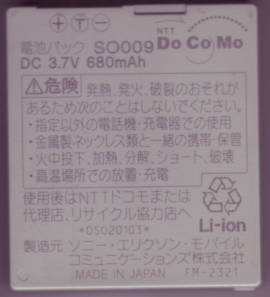 ⊕ Ⓣ ⊖
NTT
電池パック SO009 DoCoMo
DC 3.7V 680mAh
⚠危険 発熱、発火、破裂のおそれが
あるため次のことはしないでください。
・指定以外の電話機・充電器での使用
・金属製ネックレス類と一緒の携帯・保管
・火中投下、加熱、分解、ショート、破壊
・高温場所での放置・充電
使用後はNTTドコモまたは
代理店、リサイクル協力店へ
*0S020103*
Li-ion
製造元 ソニー・エリクソン・モバイル
コミュニケーションズ株式会社
MADE IN JAPAN FM-2321